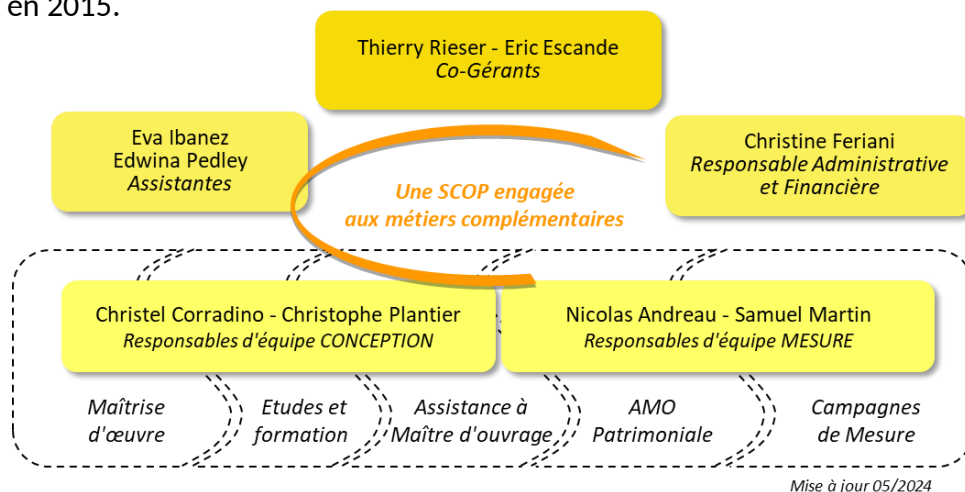 en 2015.
Thierry Rieser - Eric Escande
Co-Gérants
Eva Ibanez
Edwina Pedley
Assistantes
Christine Feriani
Responsable Administrative
et Financière
Une SCOP engagée
aux métiers complémentaires
Christel Corradino - Christophe Plantier
Responsables d'équipe CONCEPTION
Nicolas Andreau - Samuel Martin
Responsables d'équipe MESURE
Maîtrise
d'œuvre
Etudes et
formation
Assistance à
Maître d'ouvrage
AMO
Patrimoniale
Campagnes
de Mesure
Mise à jour 05/2024